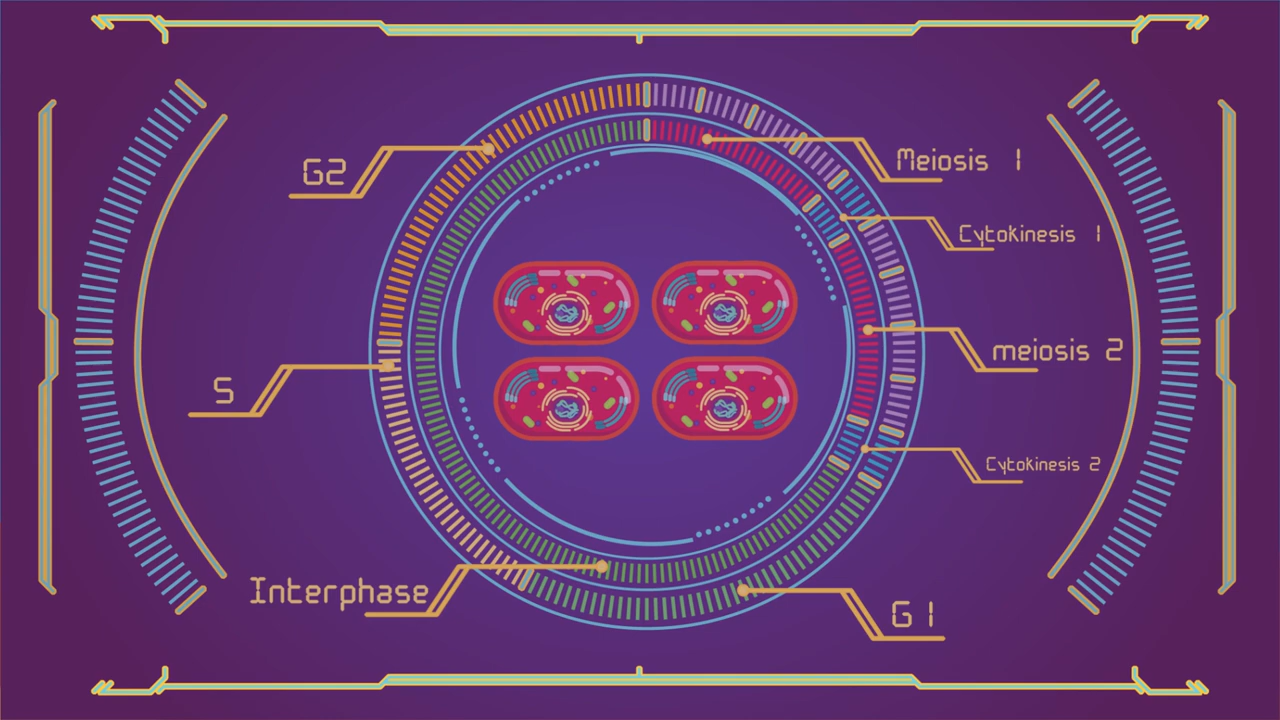 Meiosis 1
G2
Cytokinesis 1
meiosis 2
S
Cytokinesis 2
Interphase
G1